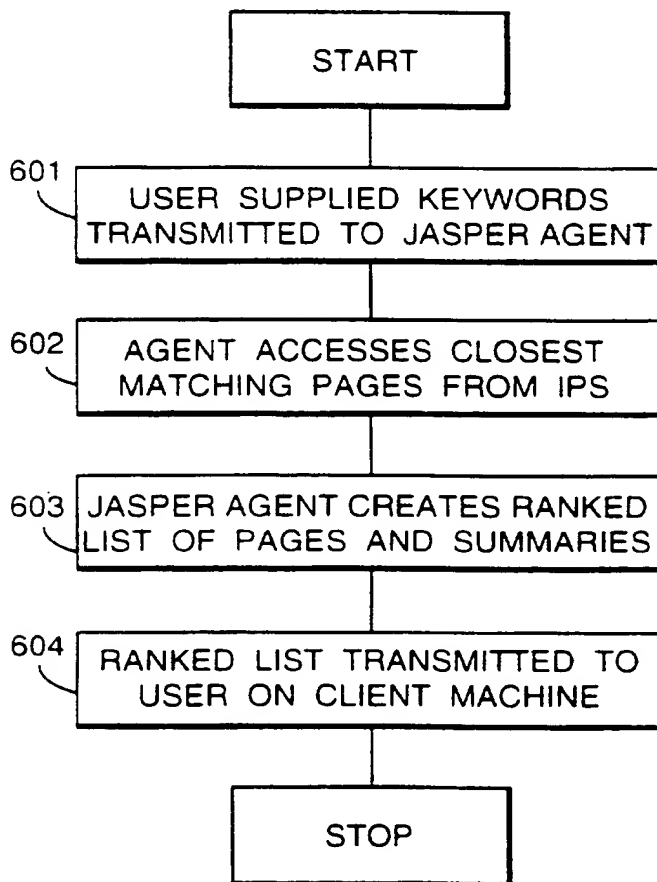 START
601
USER SUPPLIED KEYWORDS
TRANSMITTED TO JASPER AGENT
602
AGENT ACCESSES CLOSEST
MATCHING PAGES FROM IPS
603
JASPER AGENT CREATES RANKED
LIST OF PAGES AND SUMMARIES
604
RANKED LIST TRANSMITTED TO
USER ON CLIENT MACHINE
STOP